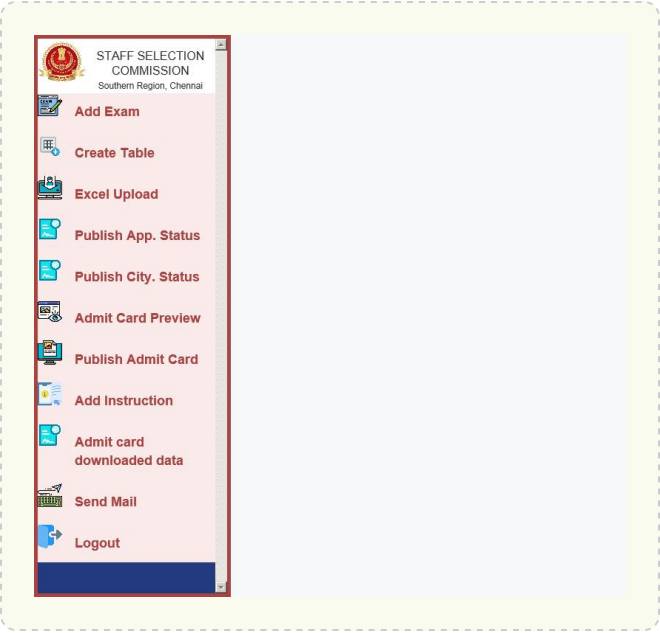 STAFF SELECTION
COMMISSION
Southern Region, Chennai
Add Exam
Create Table
Excel Upload
Publish App. Status
Publish City. Status
Admit Card Preview
Publish Admit Card
Add Instruction
Admit card
downloaded data
Send Mail
Logout